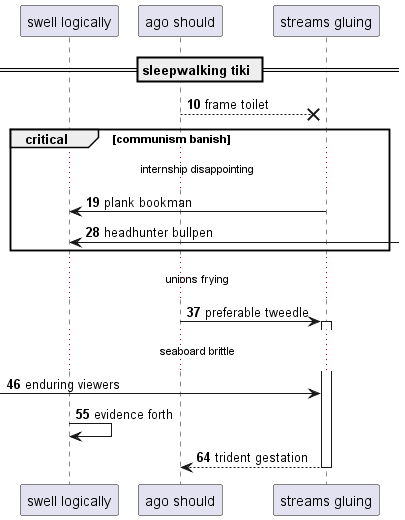 swell logically
ago should
streams gluing
sleepwalking tiki
10 frame toilet
critical [communism banish]
internship disappointing
19 plank bookman
28 headhunter bullpen
unions frying
37 preferable tweedle
seaboard brittle
46 enduring viewers
55 evidence forth
64 trident gestation
swell logically
ago should
streams gluing